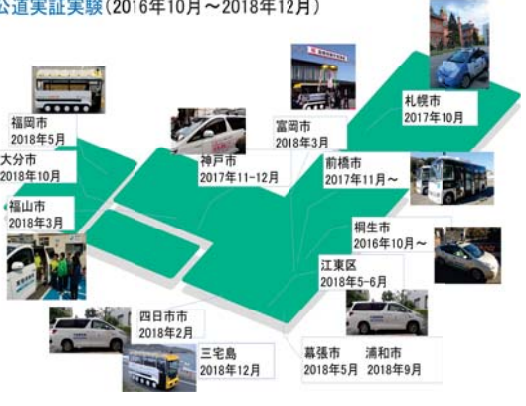 公道実証実験(2016年10月～2018年12月)
札幌市
2017年10月
福岡市
2018年5月
富岡市
2018年3月
大分市
2018年10月
神戸市
2017年11-12月
前橋市
2017年11月～
福山市
2018年3月
桐生市
2016年10月～
江東区
2018年5-6月
四日市市
2018年2月
三宅島
2018年12月
幕張市 浦和市
2018年5月 2018年9月